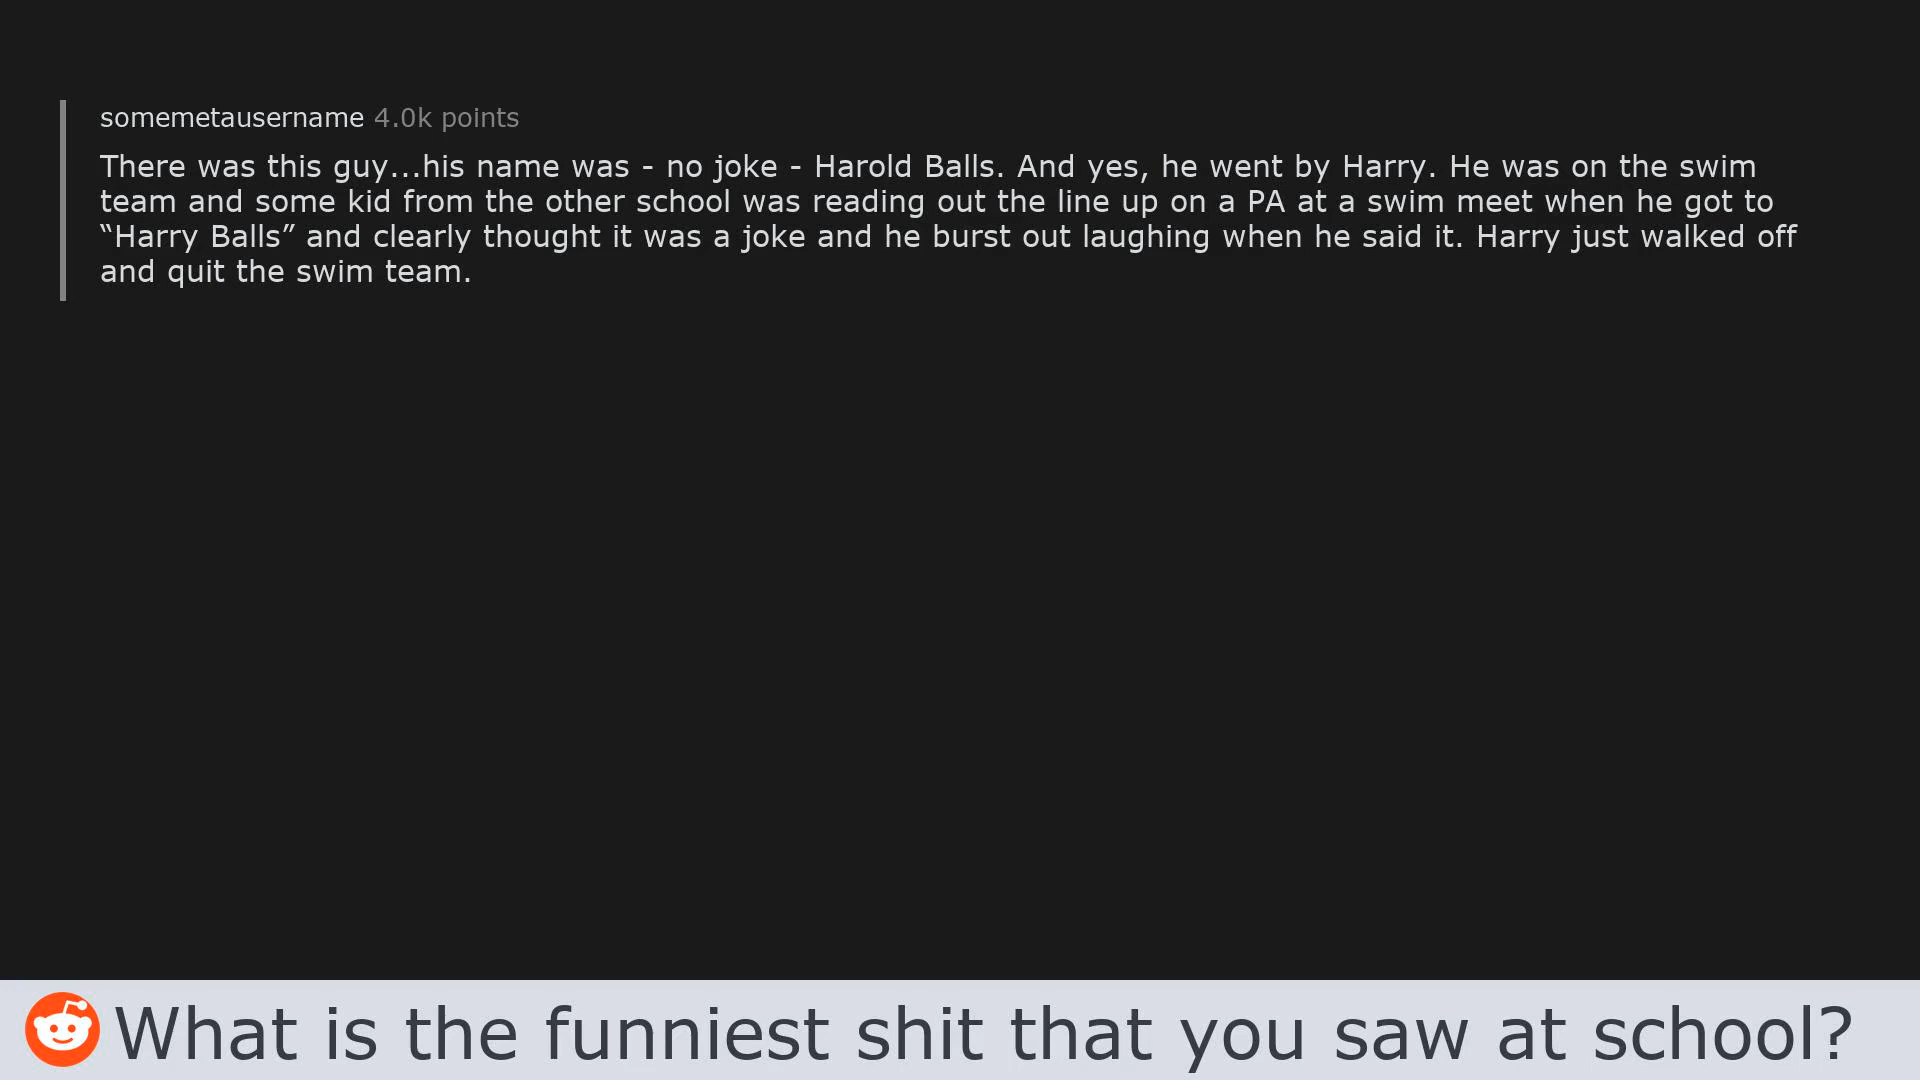 somemetausername 4.0k points
There was this guy...his name was - no joke - Harold Balls. And yes, he went by Harry. He was on the swim
team and some kid from the other school was reading out the line up on a PA at a swim meet when he got to
“Harry Balls” and clearly thought it was a joke and he burst out laughing when he said it. Harry just walked off
and quit the swim team.
What is the funniest shit that you saw at school?